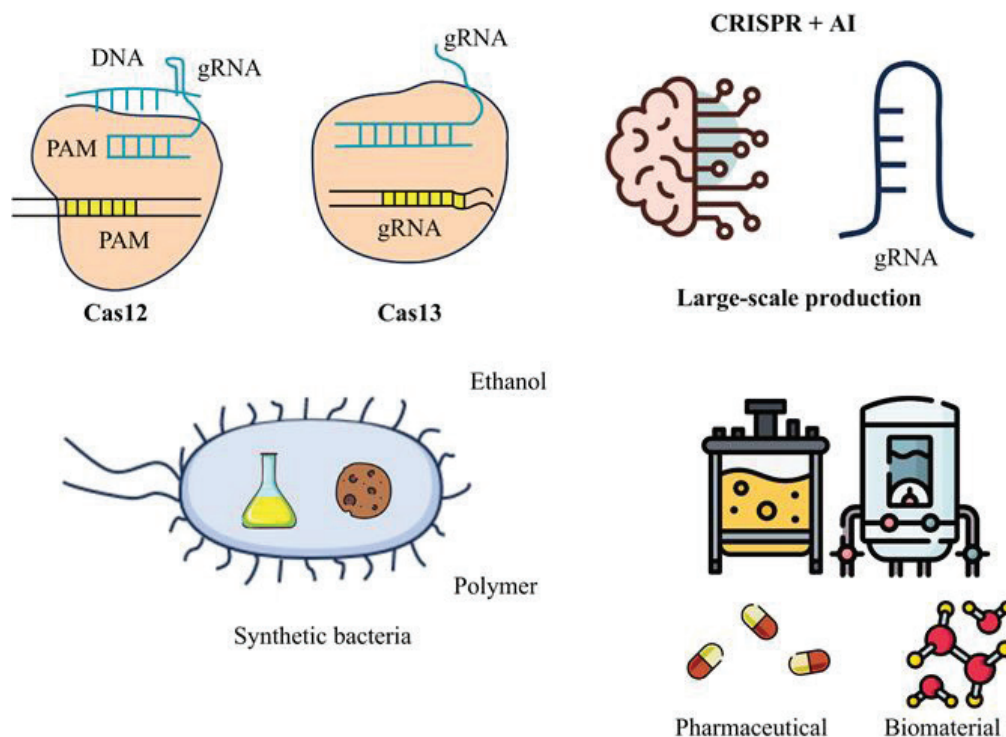 DNA
gRNA
PAM
PAM
Cas12
gRNA
gRNA
Cas13
CRISPR + AI
gRNA
Large-scale production
Ethanol
Polymer
Synthetic bacteria
Pharmaceutical
Biomaterial